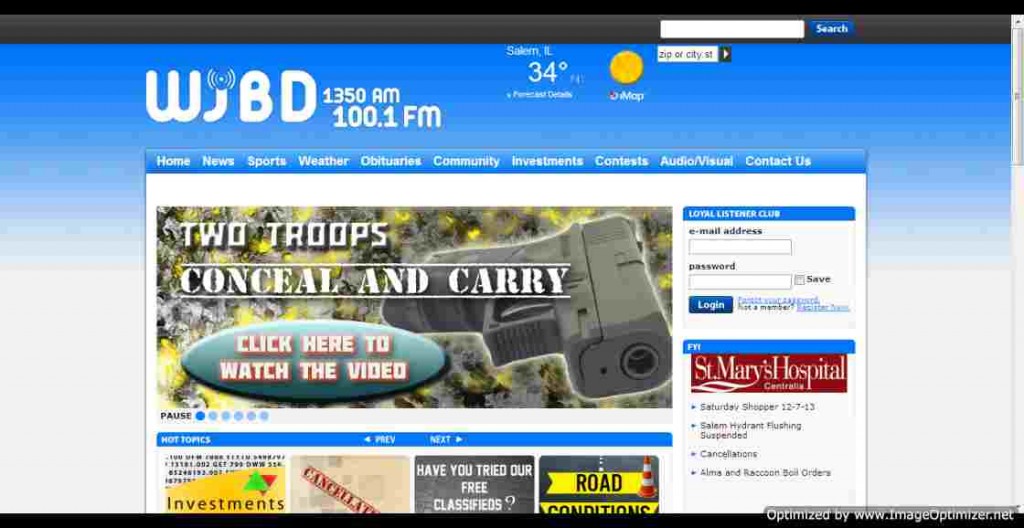 Search
Salem, IL
zip or city, st
34°
Forecast Details
iMap
WJBD
1350 AM
100.1 FM
Home News Sports Weather Obituaries Community Investments Contests Audio/Visual Contact Us
TWO TROOPS
CONCEAL AND CARRY
CLICK HERE TO
WATCH THE VIDEO
PAUSE
LOYAL LISTENER CLUB
e-mail address
password
Save
Login
Forgot your password.
Not a member? Register Now.
FYI
St.Mary'sHospital
Centralia
Saturday Shopper 12-7-13
Salem Hydrant Flushing
Suspended
Cancellations
Alma and Raccoon Boil Orders
HOT TOPICS
PREV NEXT
Investments
HAVE YOU TRIED OUR
FREE
CLASSIFIEDS?
ROAD
CONDITIONS
Optimized by www.ImageOptimizer.net